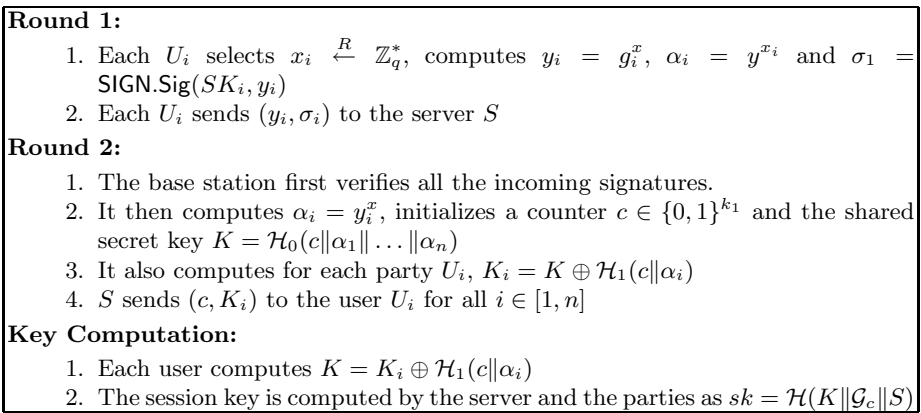 Round 1:
1. Each U_i selects x_i ←^R ℤ_q^*, computes y_i = g_i^x, α_i = y^{x_i} and σ_1 =
SIGN.Sig(SK_i, y_i)
2. Each U_i sends (y_i, σ_i) to the server S
Round 2:
1. The base station first verifies all the incoming signatures.
2. It then computes α_i = y_i^x, initializes a counter c ∈ {0, 1}^{k_1} and the shared
secret key K = ℋ_0(c‖α_1‖ . . . ‖α_n)
3. It also computes for each party U_i, K_i = K ⊕ ℋ_1(c‖α_i)
4. S sends (c, K_i) to the user U_i for all i ∈ [1, n]
Key Computation:
1. Each user computes K = K_i ⊕ ℋ_1(c‖α_i)
2. The session key is computed by the server and the parties as sk = ℋ(K‖𝒢_c‖S)